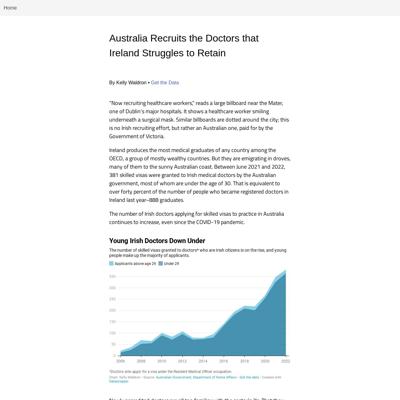 Home
Australia Recruits the Doctors that
Ireland Struggles to Retain
By Kelly Waldron • Get the Data
"Now recruiting healthcare workers," reads a large billboard near the Mater,
one of Dublin's major hospitals. It shows a healthcare worker smiling
underneath a surgical mask. Similar billboards are dotted around the city; this
is no Irish recruiting effort, but rather an Australian one, paid for by the
Government of Victoria.
Ireland produces the most medical graduates of any country among the
OECD, a group of mostly wealthy countries. But they are emigrating in droves,
many of them to the sunny Australian coast. Between June 2021 and 2022,
381 skilled visas were granted to Irish medical doctors by the Australian
government, most of whom are under the age of 30. That is equivalent to
over forty percent of the number of people who became registered doctors in
Ireland last year–888 graduates.
The number of Irish doctors applying for skilled visas to practice in Australia
continues to increase, even since the COVID-19 pandemic.
Young Irish Doctors Down Under
The number of skilled visas granted to doctors* who are Irish citizens is on the rise, and young
people make up the majority of applicants.
Applicants above age 29 Under 29
350
300
250
200
150
100
50
0
2006 2008 2010 2012 2014 2016 2018 2020 2022
*Doctors who apply for a visa under the Resident Medical Officer occupation.
Chart: Kelly Waldron • Source: Australian Government, Department of Home Affairs • Get the data • Created with
Datawrapper